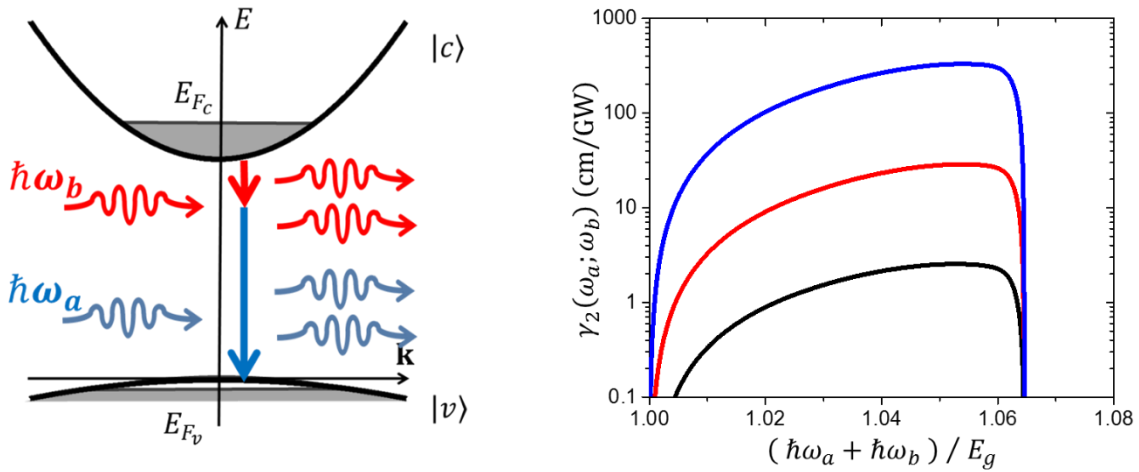 E
|c⟩
E_{F_c}
ħω_b
ħω_a
k
|v⟩
E_{F_v}
1000
100
10
1
0.1
γ₂(ω_a; ω_b) (cm/GW)
1.00 1.02 1.04 1.06 1.08
(ħω_a + ħω_b) / E_g